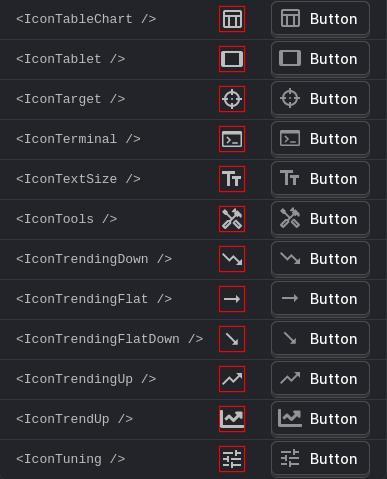 <IconTableChart /> Button
<IconTablet /> Button
<IconTarget /> Button
<IconTerminal /> Button
<IconTextSize /> Button
<IconTools /> Button
<IconTrendingDown /> Button
<IconTrendingFlat /> Button
<IconTrendingFlatDown /> Button
<IconTrendingUp /> Button
<IconTrendUp /> Button
<IconTuning /> Button